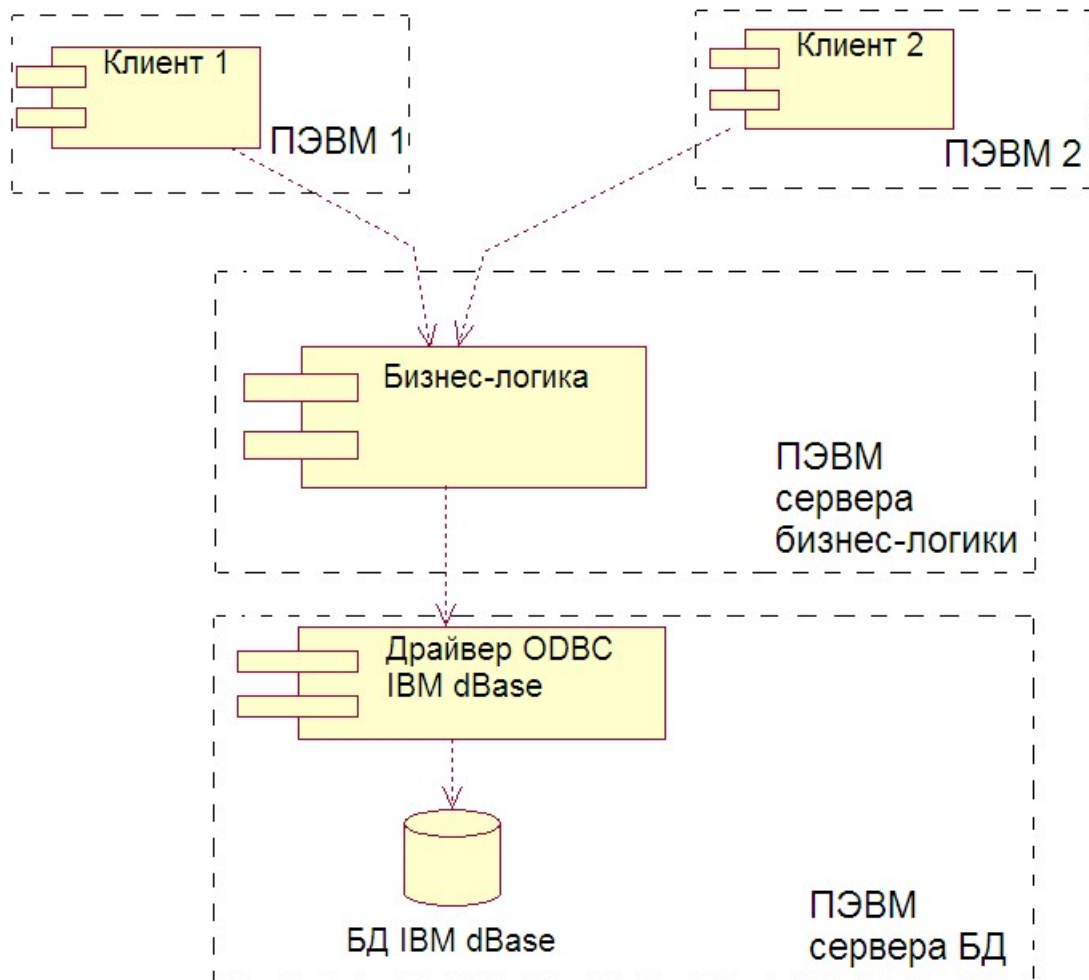 Клиент 1
ПЭВМ 1
Клиент 2
ПЭВМ 2
Бизнес-логика
ПЭВМ
сервера
бизнес-логики
Драйвер ODBC
IBM dBase
БД IBM dBase
ПЭВМ
сервера БД